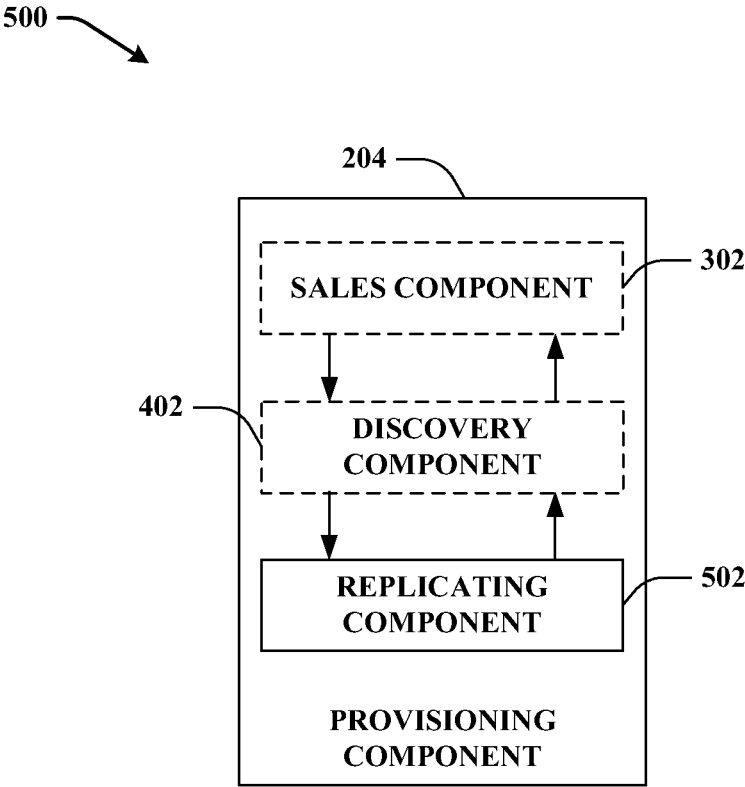 500
204
SALES COMPONENT
302
402
DISCOVERY
COMPONENT
REPLICATING
COMPONENT
502
PROVISIONING
COMPONENT